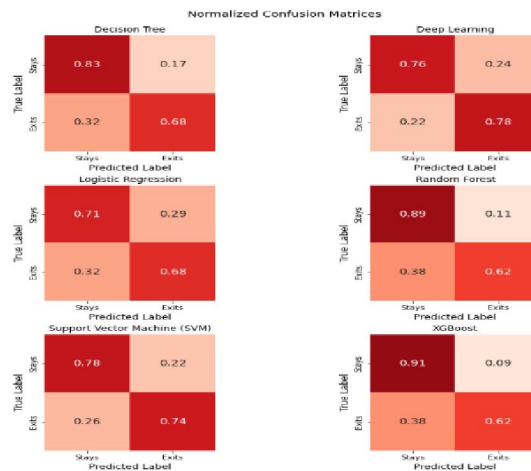 Normalized Confusion Matrices
Decision Tree
True Label
Stays
0.83
0.17
Exits
0.32
0.68
Stays
Exits
Predicted Label
Deep Learning
True Label
Stays
0.76
0.24
Exits
0.22
0.78
Stays
Exits
Predicted Label
Logistic Regression
True Label
Stays
0.71
0.29
Exits
0.32
0.68
Stays
Exits
Predicted Label
Random Forest
True Label
Stays
0.89
0.11
Exits
0.38
0.62
Stays
Exits
Predicted Label
Support Vector Machine (SVM)
True Label
Stays
0.78
0.22
Exits
0.26
0.74
Stays
Exits
Predicted Label
XGBoost
True Label
Stays
0.91
0.09
Exits
0.38
0.62
Stays
Exits
Predicted Label